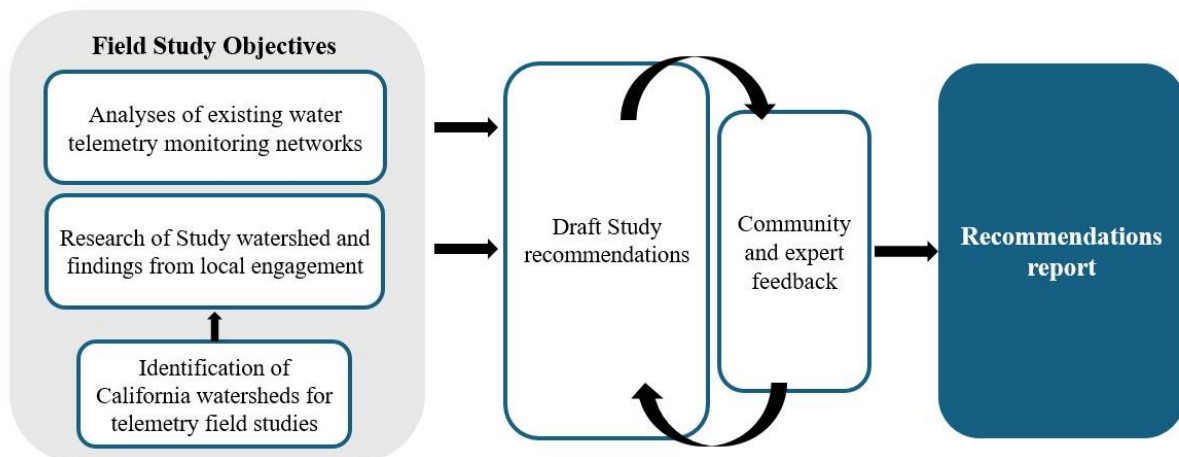 Field Study Objectives
Analyses of existing water
telemetry monitoring networks
Research of Study watershed and
findings from local engagement
Identification of
California watersheds for
telemetry field studies
Draft Study
recommendations
Community
and expert
feedback
Recommendations
report